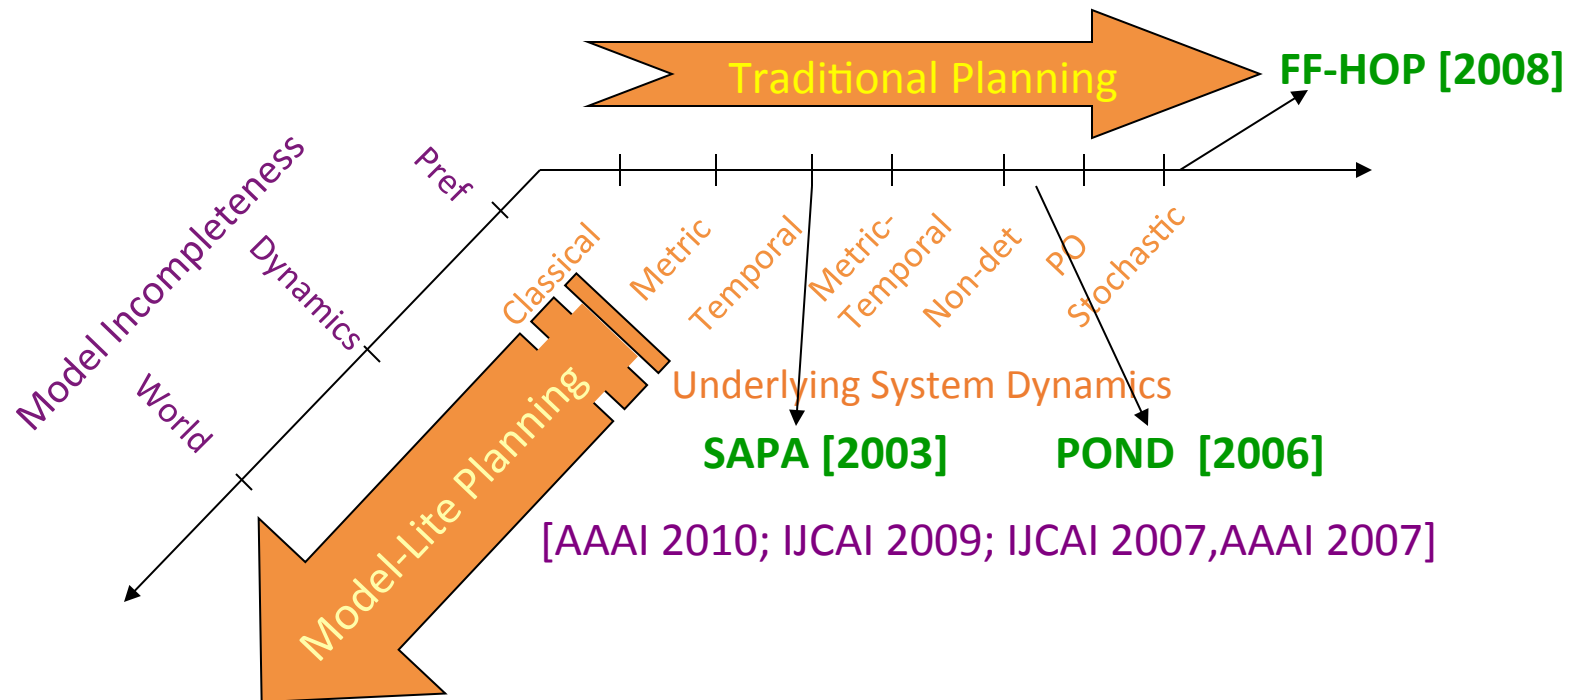 Traditional Planning
FF-HOP [2008]
Model Incompleteness
Pref
Dynamics
World
Classical
Metric
Temporal
Metric-
Temporal
Non-det
PO
Stochastic
Underlying System Dynamics
SAPA [2003]
POND [2006]
Model-Lite Planning
[AAAI 2010; IJCAI 2009; IJCAI 2007,AAAI 2007]